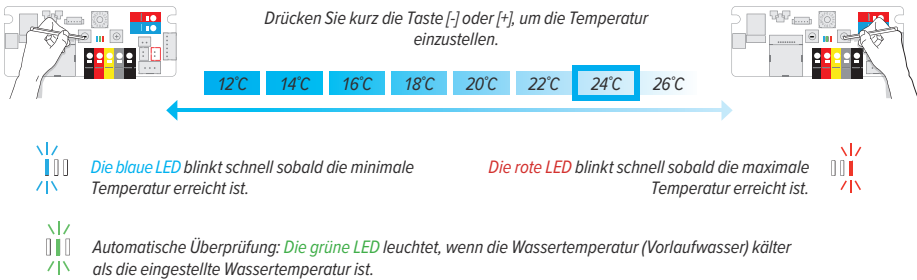 Drücken Sie kurz die Taste [-] oder [+], um die Temperatur
einzustellen.
12°C 14°C 16°C 18°C 20°C 22°C 24°C 26°C
Die blaue LED blinkt schnell sobald die minimale
Temperatur erreicht ist.
Die rote LED blinkt schnell sobald die maximale
Temperatur erreicht ist.
Automatische Überprüfung: Die grüne LED leuchtet, wenn die Wassertemperatur (Vorlaufwasser) kälter
als die eingestellte Wassertemperatur ist.